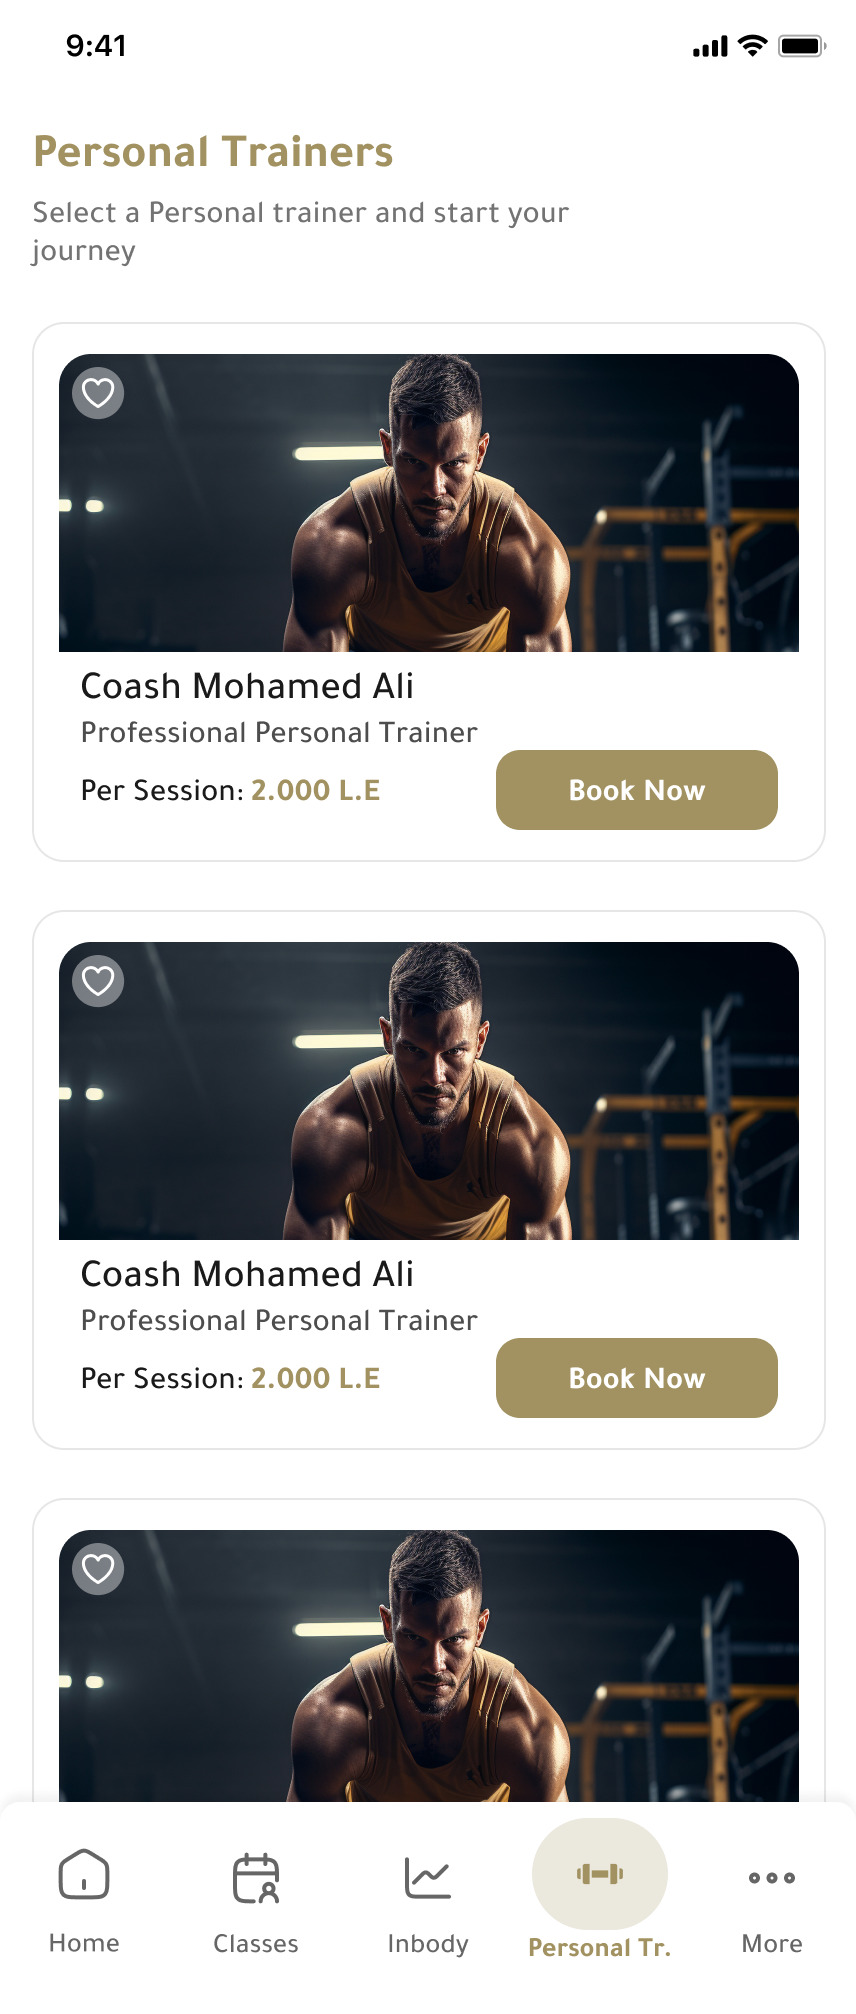 9:41
Personal Trainers
Select a Personal trainer and start your
journey
Coash Mohamed Ali
Professional Personal Trainer
Per Session: 2.000 L.E
Book Now
Coash Mohamed Ali
Professional Personal Trainer
Per Session: 2.000 L.E
Book Now
Home
Classes
Inbody
Personal Tr.
More